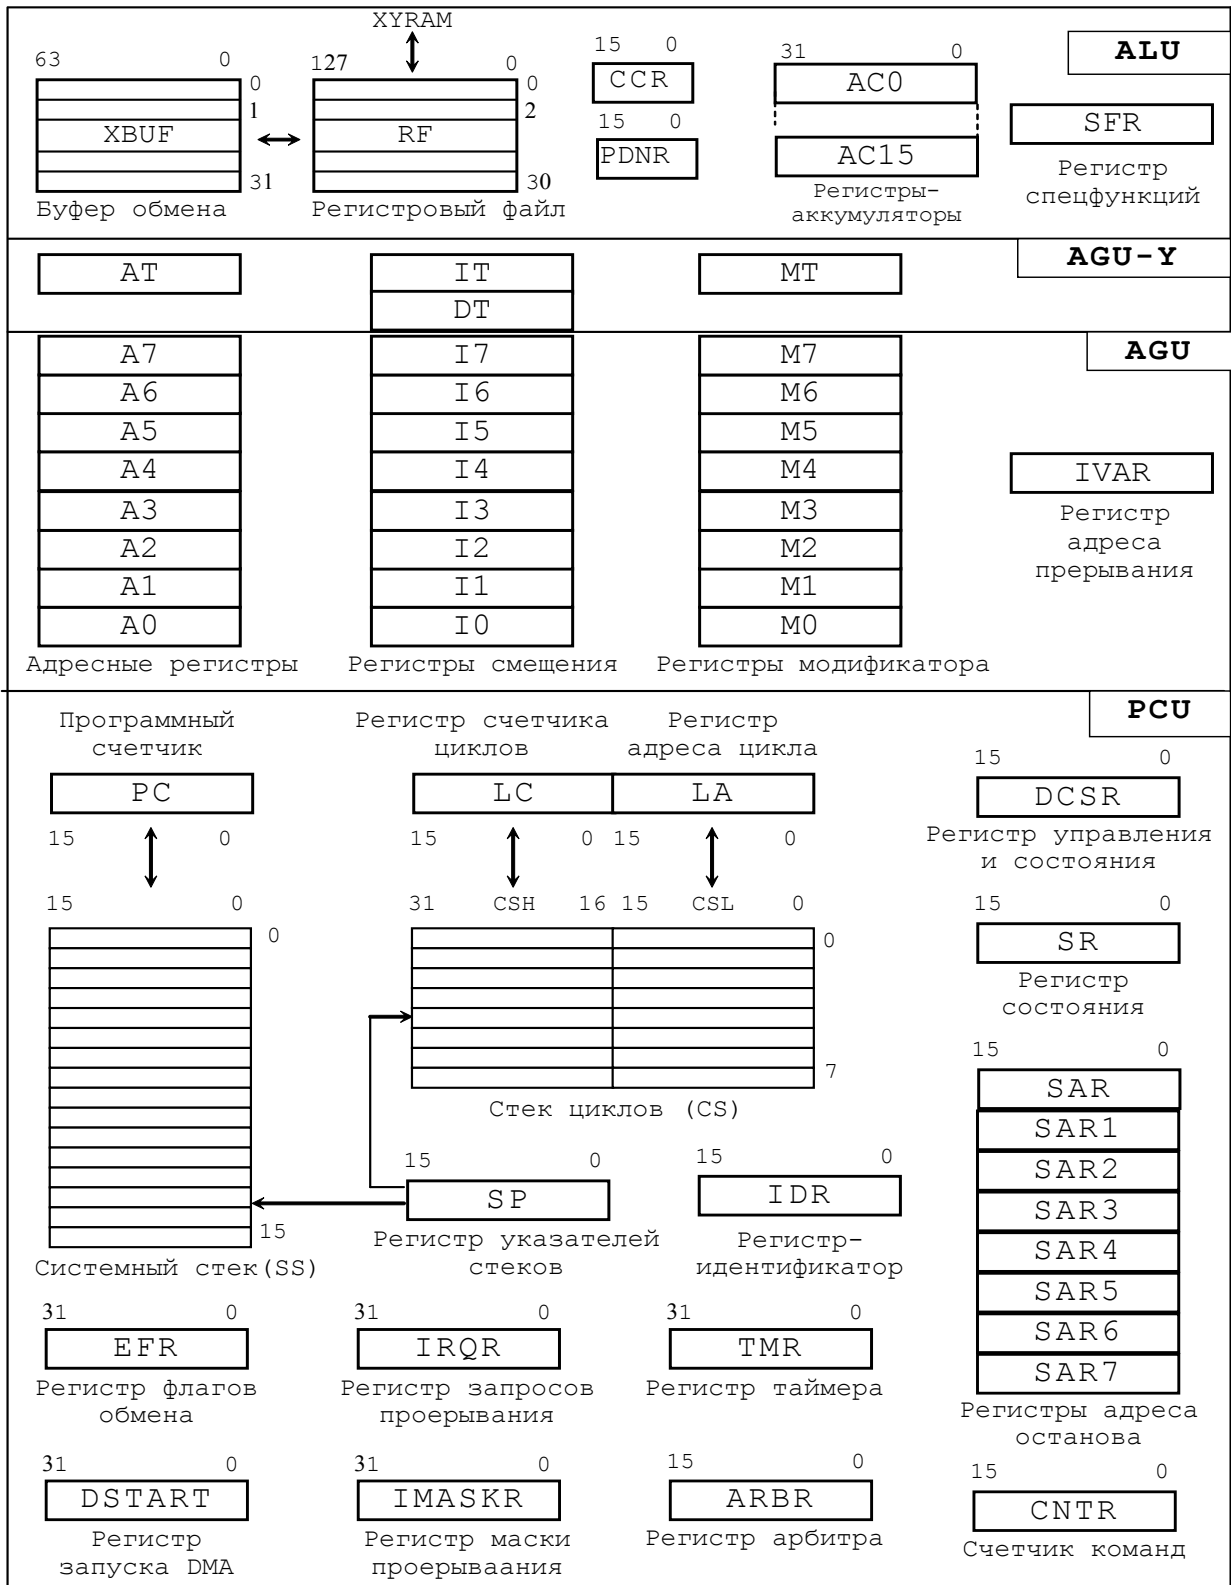 XYRAM
ALU
63 0
127 0
15 0
31 0
0
1
31
0
2
30
XBUF
RF
CCR
15 0
PDNR
AC0
AC15
SFR
Буфер обмена
Регистровый файл
Регистры-
аккумуляторы
Регистр
спецфункций
AGU-Y
AT
IT
MT
DT
AGU
A7 I7 M7
A6 I6 M6
A5 I5 M5
A4 I4 M4
A3 I3 M3
A2 I2 M2
A1 I1 M1
A0 I0 M0
IVAR
Регистр
адреса
прерывания
Адресные регистры
Регистры смещения
Регистры модификатора
PCU
Программный
счетчик
Регистр счетчика
циклов
Регистр
адреса цикла
PC
LC
LA
15 0
15 0
15 0
15 0
DCSR
Регистр управления
и состояния
15 0
0
15
31 CSH 16 15 CSL 0
0
7
15 0
SR
Регистр
состояния
Стек циклов (CS)
15 0
SAR
SAR1
SAR2
SAR3
SAR4
SAR5
SAR6
SAR7
Регистры адреса
останова
15 0
SP
Регистр указателей
стеков
15 0
IDR
Регистр-
идентификатор
Системный стек(SS)
31 0
EFR
Регистр флагов
обмена
31 0
IRQR
Регистр запросов
проерывания
31 0
TMR
Регистр таймера
31 0
DSTART
Регистр
запуска DMA
31 0
IMASKR
Регистр маски
проерываания
15 0
ARBR
Регистр арбитра
15 0
CNTR
Счетчик команд